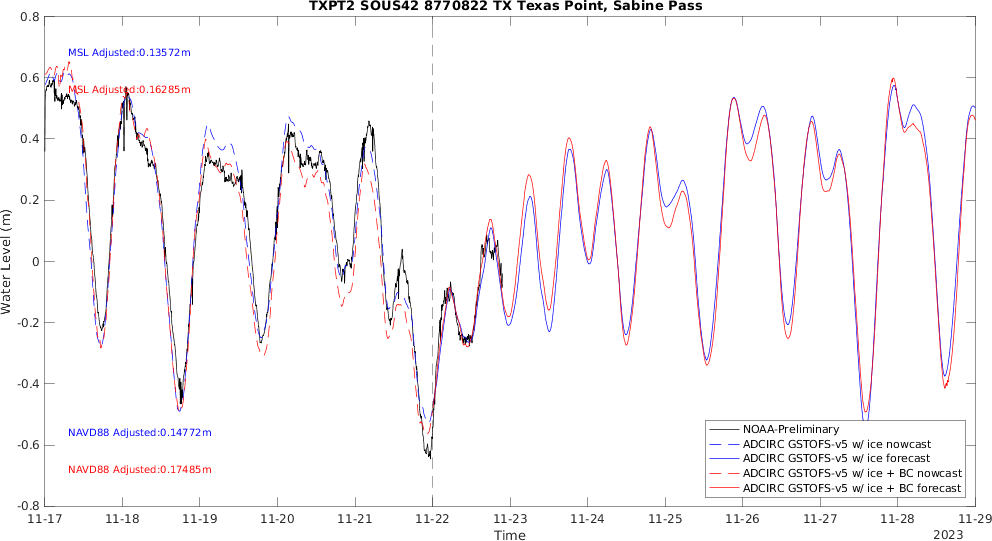 TXPT2 SOUS42 8770822 TX Texas Point, Sabine Pass
Water Level (m)
0.8
0.6
0.4
0.2
0
-0.2
-0.4
-0.6
-0.8
MSL Adjusted:0.13572m
MSL Adjusted:0.16285m
NAVD88 Adjusted:0.14772m
NAVD88 Adjusted:0.17485m
NOAA-Preliminary
ADCIRC GSTOFS-v5 w/ ice nowcast
ADCIRC GSTOFS-v5 w/ ice forecast
ADCIRC GSTOFS-v5 w/ ice + BC nowcast
ADCIRC GSTOFS-v5 w/ ice + BC forecast
11-17 11-18 11-19 11-20 11-21 11-22 11-23 11-24 11-25 11-26 11-27 11-28 11-29
Time
2023